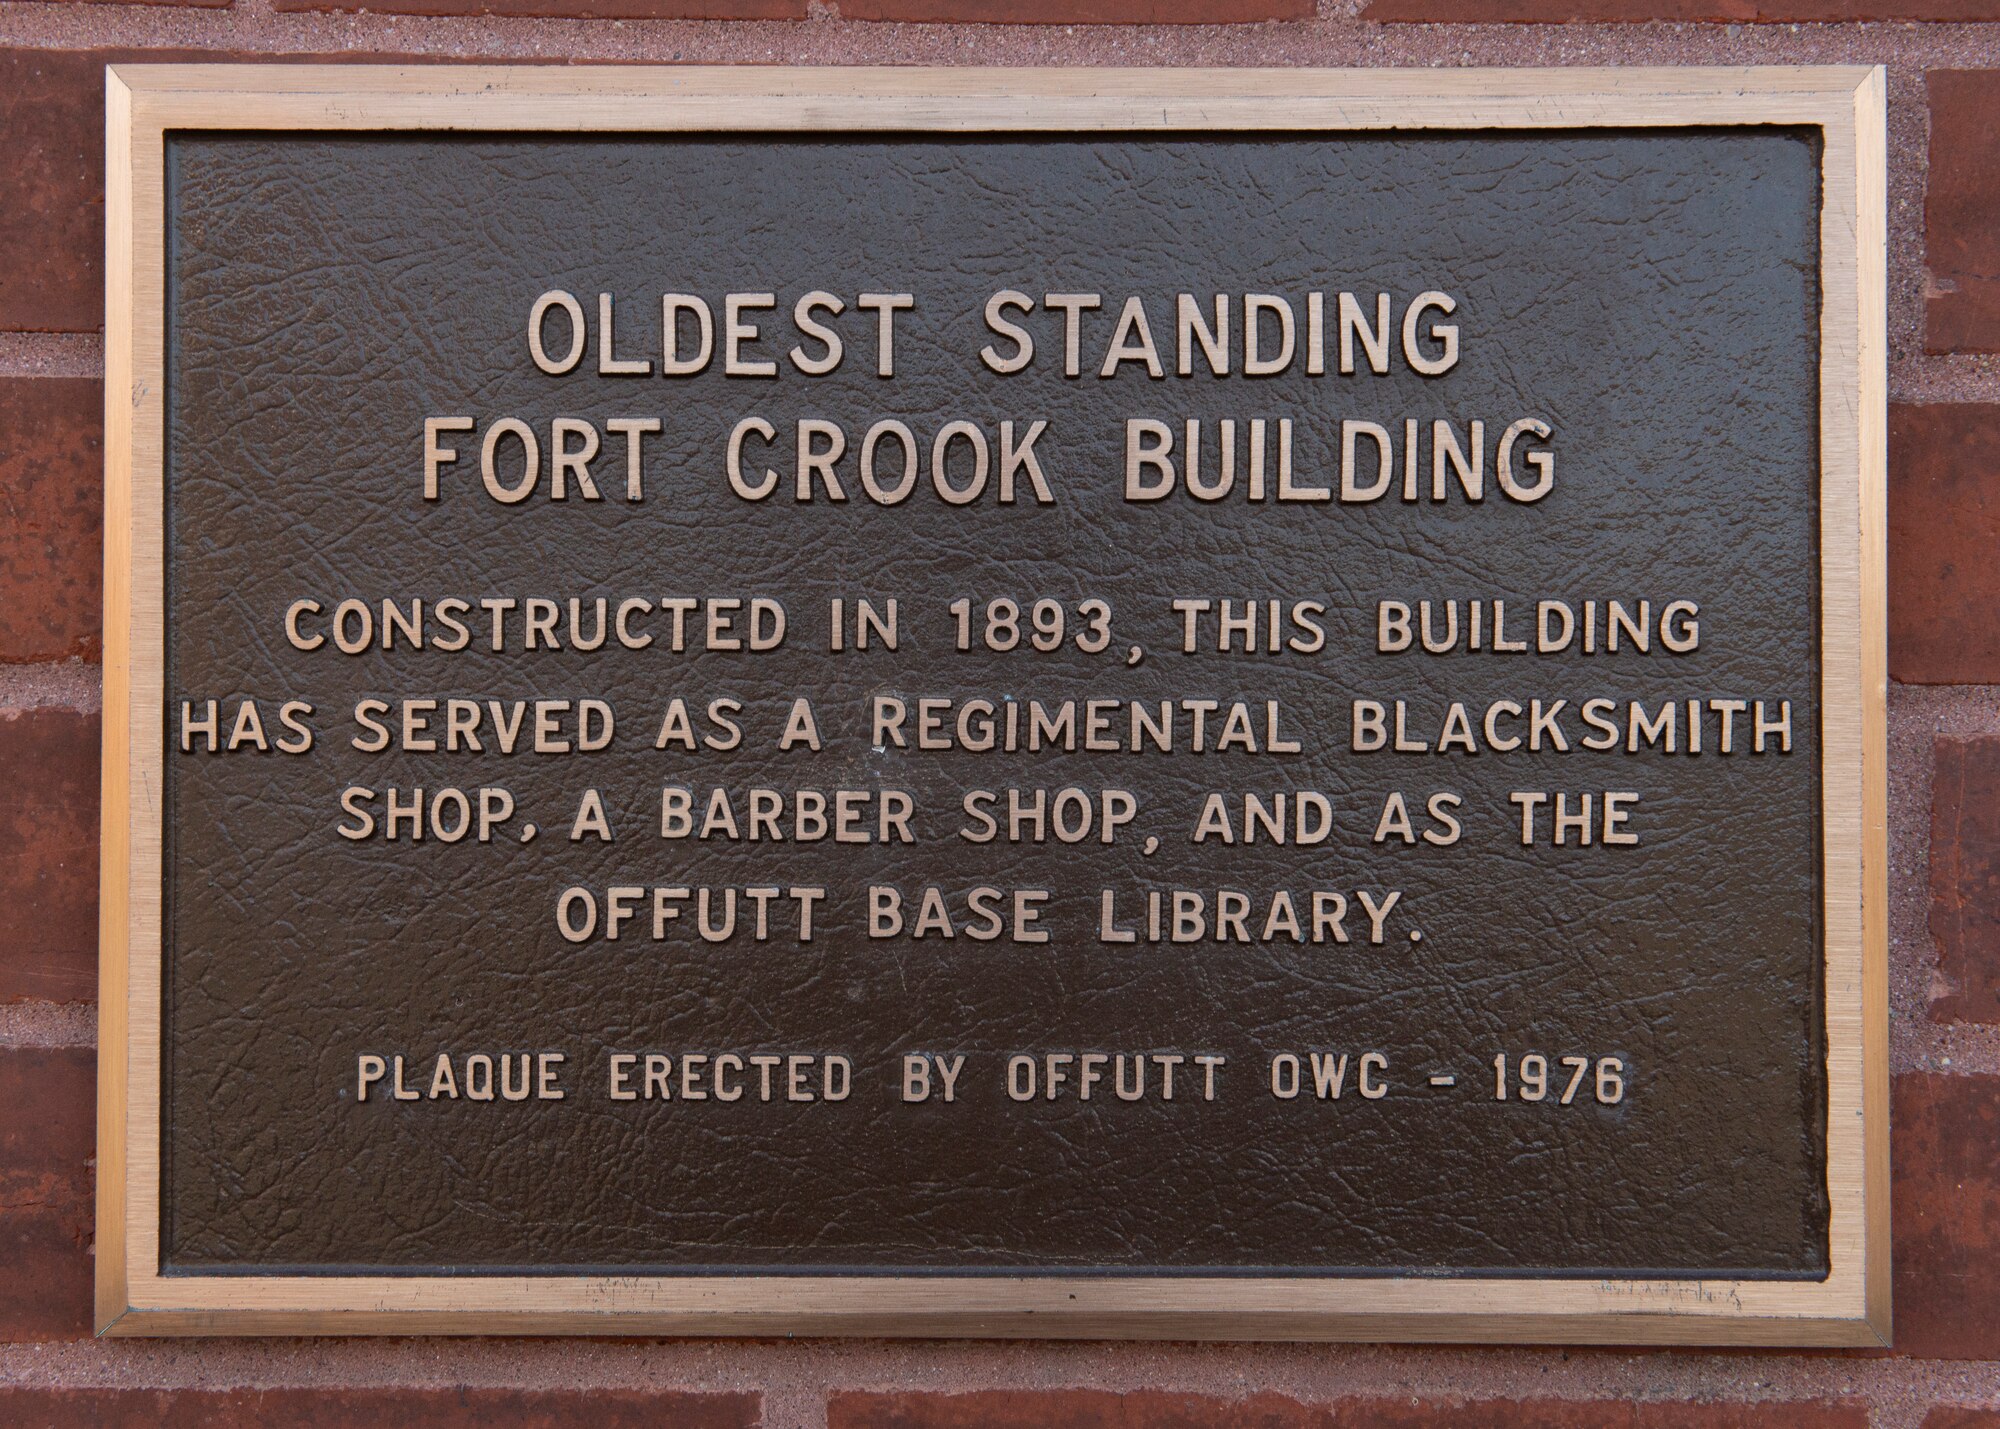 OLDEST STANDING
FORT CROOK BUILDING
CONSTRUCTED IN 1893, THIS BUILDING
HAS SERVED AS A REGIMENTAL BLACKSMITH
SHOP, A BARBER SHOP, AND AS THE
OFFUTT BASE LIBRARY.
PLAQUE ERECTED BY OFFUTT OWC - 1976